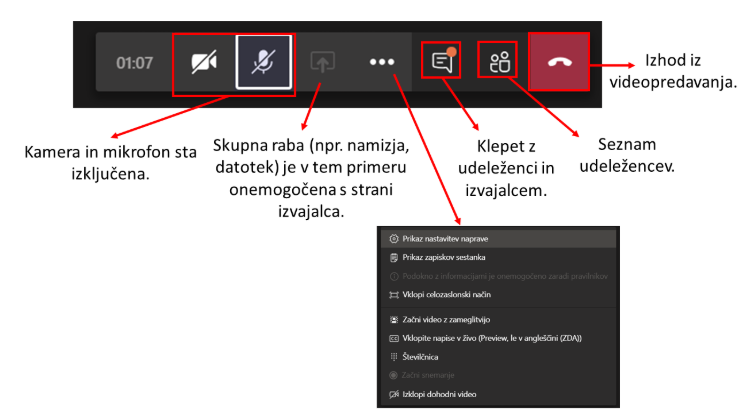 01:07
Izhod iz
videopredavanja.
Kamera in mikrofon sta
izključena.
Skupna raba (npr. namizja,
datotek) je v tem primeru
onemogočena s strani
izvajalca.
Klepet z
udeleženci in
izvajalcem.
Seznam
udeležencev.
Prikaz nastavitev naprave
Prikaz zapiskov sestanka
Podokno z informacijami je onemogočeno zaradi pravilnikov
Vklopi celozaslonski način
Začni video z zameglitvijo
CC Vklopite napise v živo (Preview, le v angleščini (ZDA))
Številčnica
Začni snemanje
Izklopi dohodni video